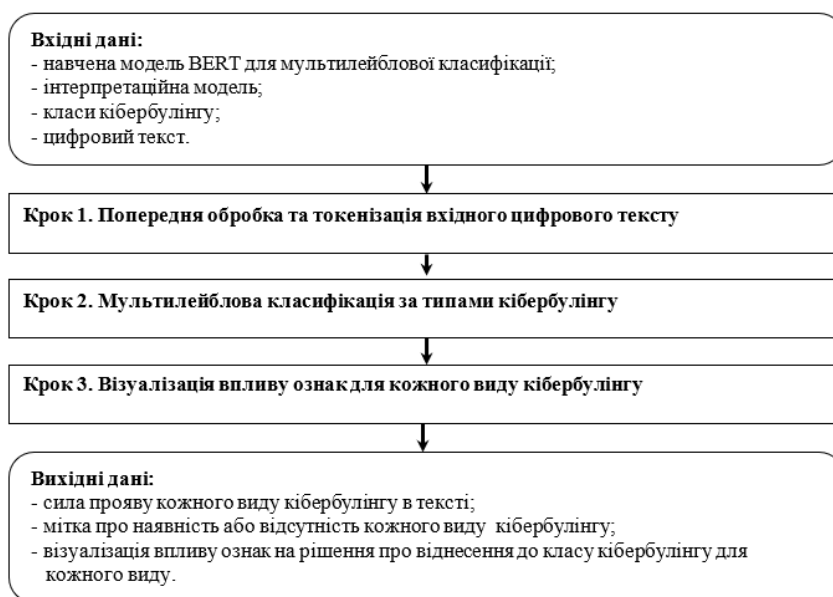 Вхідні дані:
- навчена модель BERT для мультилейблової класифікації;
- інтерпретаційна модель;
- класи кібербулінгу;
- цифровий текст.
Крок 1. Попередня обробка та токенізація вхідного цифрового тексту
Крок 2. Мультилейблова класифікація за типами кібербулінгу
Крок 3. Візуалізація впливу ознак для кожного виду кібербулінгу
Вихідні дані:
- сила прояву кожного виду кібербулінгу в тексті;
- мітка про наявність або відсутність кожного виду кібербулінгу;
- візуалізація впливу ознак на рішення про віднесення до класу кібербулінгу для
кожного виду.